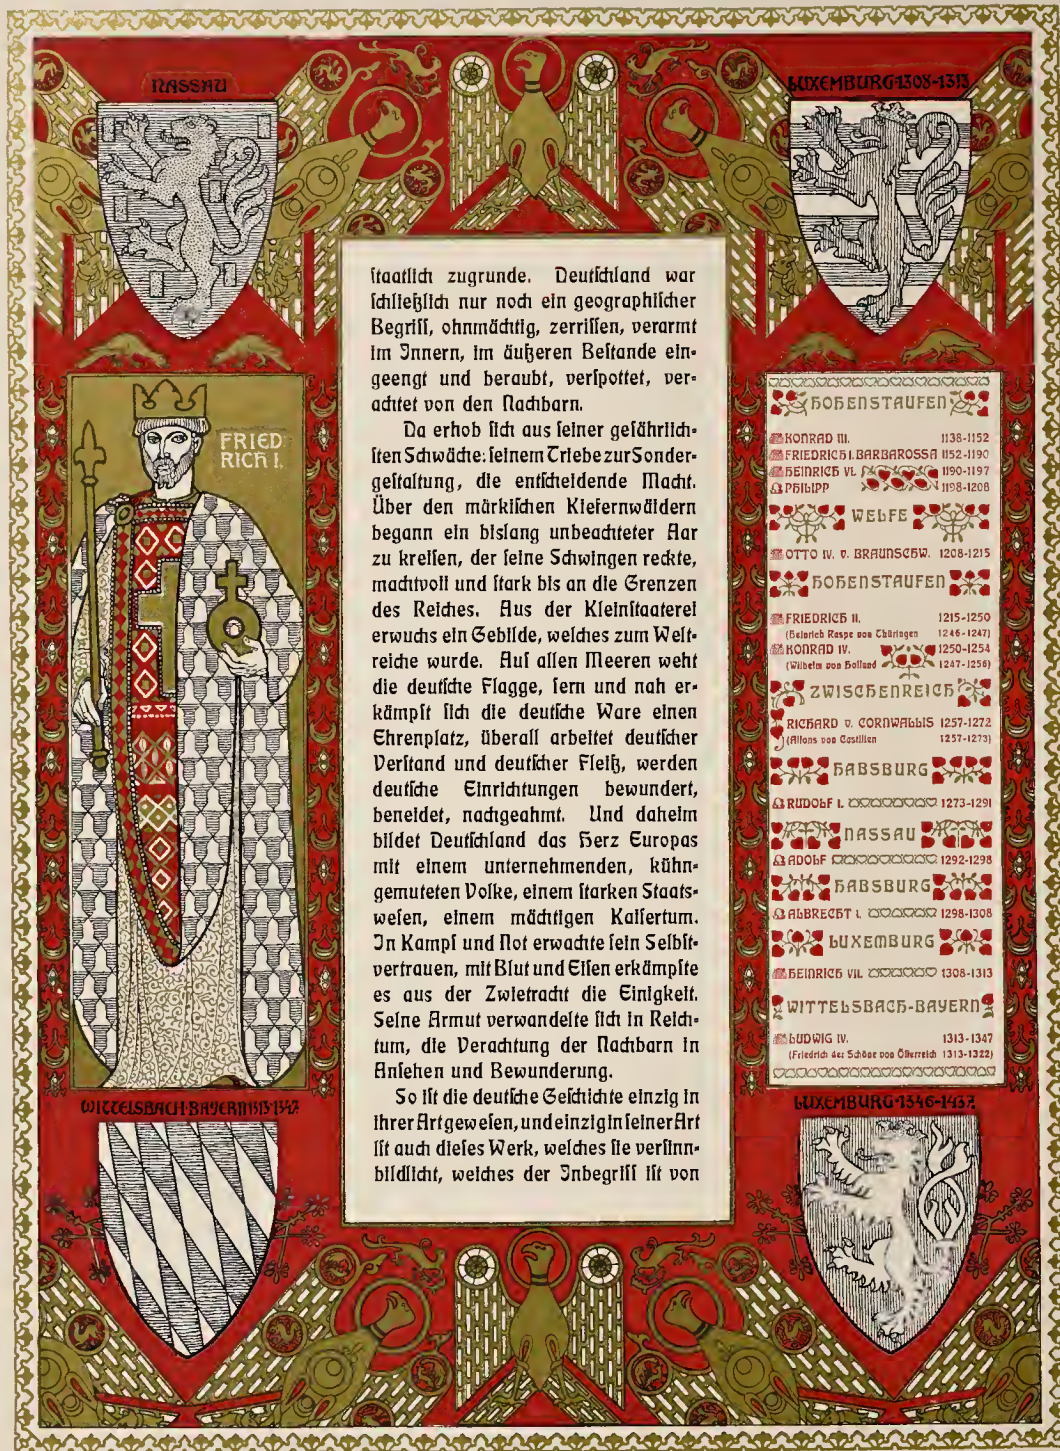 NASSAU
LUXEMBURG·1308-1313
ſtaatlich zugrunde. Deutſchland war
ſchließlich nur noch ein geographiſcher
Begriff, ohnmächtig, zerriſſen, verarmt
im Innern, im äußeren Beſtande ein-
geengt und beraubt, verſpottet, ver-
achtet von den Nachbarn.
Da erhob ſich aus ſeiner gefährlich-
ſten Schwäche: ſeinem Triebe zur Sonder-
geſtaltung, die entſcheidende Macht.
Über den märkiſchen Kiefernwäldern
begann ein bislang unbeachteter Aar
zu kreiſen, der ſeine Schwingen reckte,
machtvoll und ſtark bis an die Grenzen
des Reiches. Aus der Kleinſtaaterei
erwuchs ein Gebilde, welches zum Welt-
reiche wurde. Auf allen Meeren weht
die deutſche Flagge, fern und nah er-
kämpft ſich die deutſche Ware einen
Ehrenplatz, überall arbeitet deutſcher
Verſtand und deutſcher Fleiß, werden
deutſche Einrichtungen bewundert,
beneidet, nachgeahmt. Und daheim
bildet Deutſchland das Herz Europas
mit einem unternehmenden, kühn-
gemuteten Volke, einem ſtarken Staats-
weſen, einem mächtigen Kaiſertum.
In Kampf und Not erwachte ſein Selbſt-
vertrauen, mit Blut und Eiſen erkämpfte
es aus der Zwietracht die Einigkeit.
Seine Armut verwandelte ſich in Reich-
tum, die Verachtung der Nachbarn in
Anſehen und Bewunderung.
So iſt die deutſche Geſchichte einzig in
ihrer Art geweſen, und einzig in ſeiner Art
iſt auch dieſes Werk, welches ſie verſinn-
bildlicht, welches der Inbegriff iſt von
FRIED
RICH I.
HOHENSTAUFEN
KONRAD III. 1138-1152
FRIEDRICH I. BARBAROSSA 1152-1190
HEINRICH VI. 1190-1197
PHILIPP 1198-1208
WELFE
OTTO IV. V. BRAUNSCHW. 1208-1215
HOHENSTAUFEN
FRIEDRICH II. 1215-1250
(Heinrich Raspe von Thüringen 1246-1247)
KONRAD IV. 1250-1254
(Wilhelm von Holland 1247-1256)
ZWISCHENREICH
RICHARD V. CORNWALLIS 1257-1272
(Alfons von Castilien 1257-1273)
HABSBURG
RUDOLF I. 1273-1291
NASSAU
ADOLF 1292-1298
HABSBURG
ALBRECHT I. 1298-1308
LUXEMBURG
HEINRICH VII. 1308-1313
WITTELSBACH-BAYERN
LUDWIG IV. 1313-1347
(Friedrich der Schöne von Öſterreich 1313-1322)
WITTELSBACH·BAYERN 1313-1347
LUXEMBURG·1346-1437